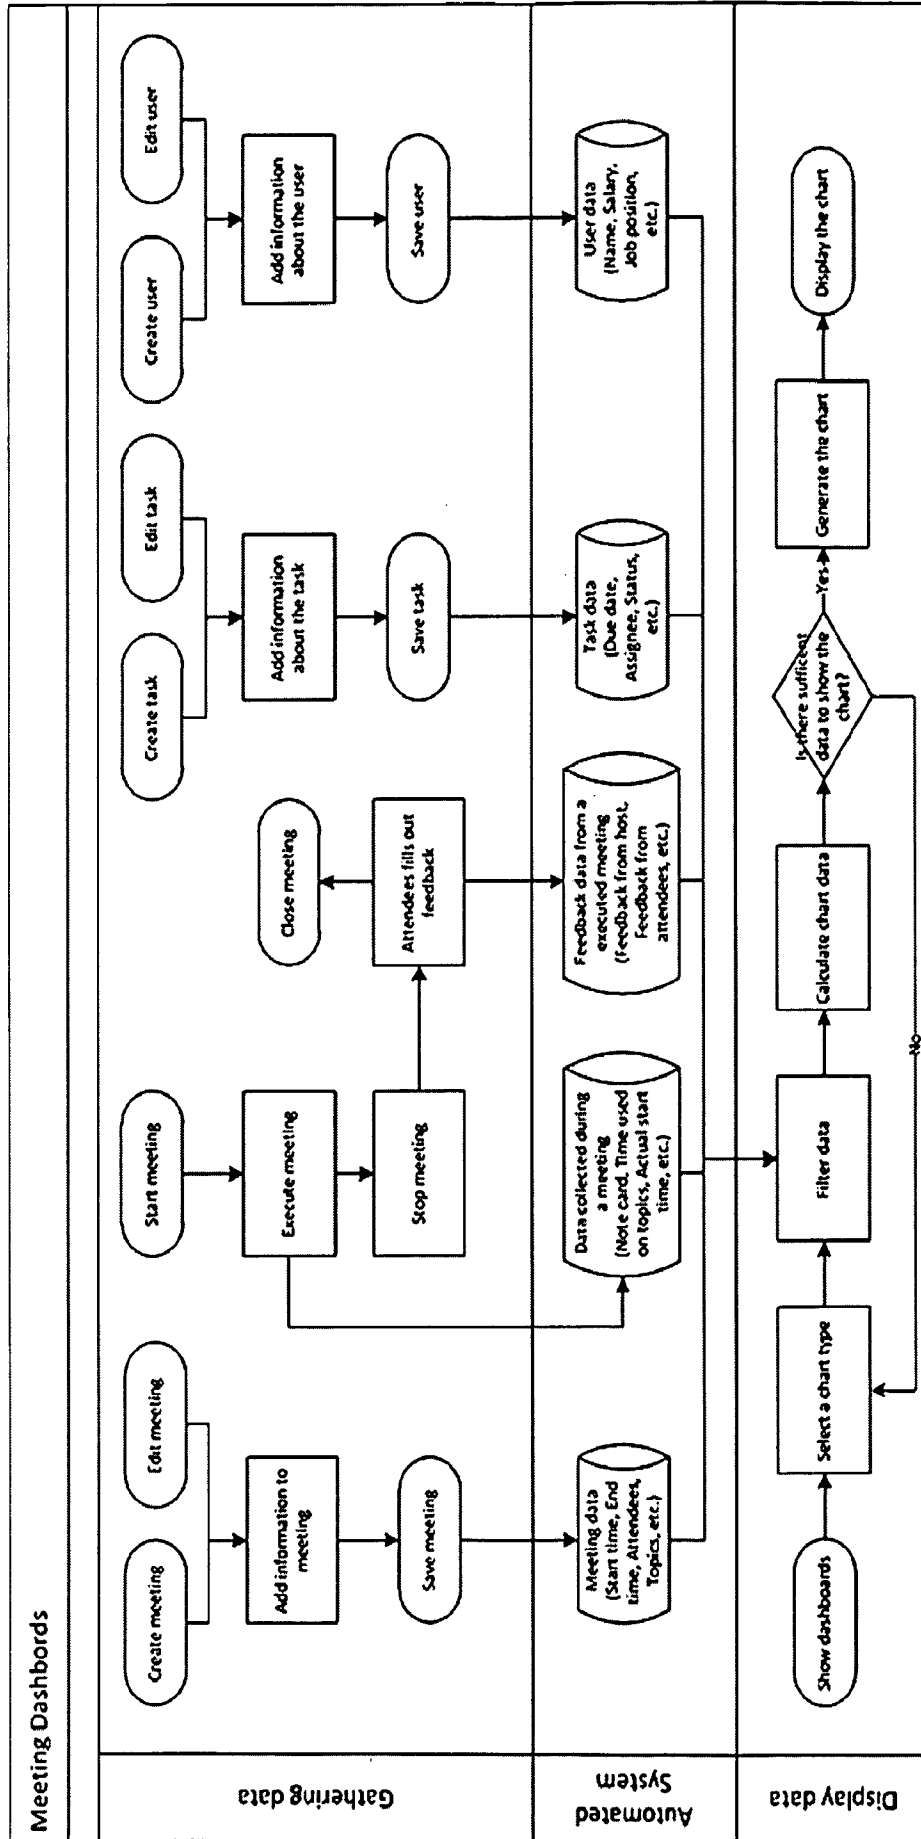 Meeting Dashbords
Gathering data
Create meeting
Edit meeting
Add information to
meeting
Save meeting
Start meeting
Execute meeting
Stop meeting
Close meeting
Attendees fills out
feedback
Create task
Edit task
Add information
about the task
Save task
Create user
Edit user
Add information
about the user
Save user
Automated
System
Meeting data
(Start time, End
time, Attendees,
Topics, etc.)
Data collected during
a meeting
(Note card, Time used
on topics, Actual start
time, etc.)
Feedback data from a
executed meeting
(Feedback from host,
Feedback from
attendees, etc.)
Task data
(Due date,
Assignee, Status,
etc.)
User data
(Name, Salary,
Job position,
etc.)
Display data
Show dashboards
Select a chart type
Filter data
Calculate chart data
Is there sufficent
data to show the
chart?
Yes
No
Generate the chart
Display the chart